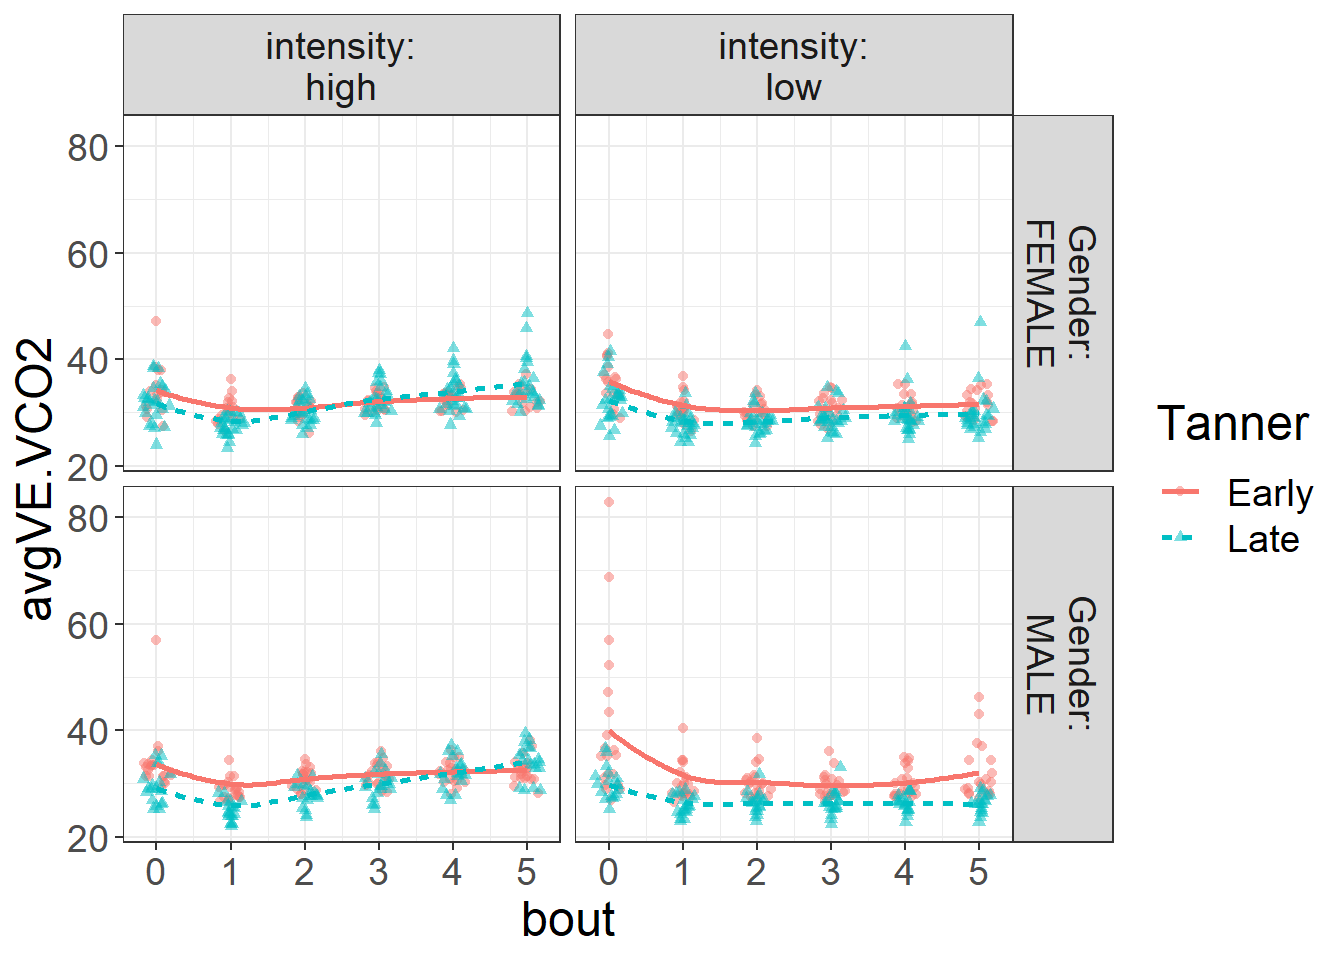 intensity:
high
intensity:
low
80
60
40
20
Gender:
FEMALE
80
60
40
20
Gender:
MALE
0 1 2 3 4 5
0 1 2 3 4 5
bout
avgVE.VCO2
Tanner
Early
Late